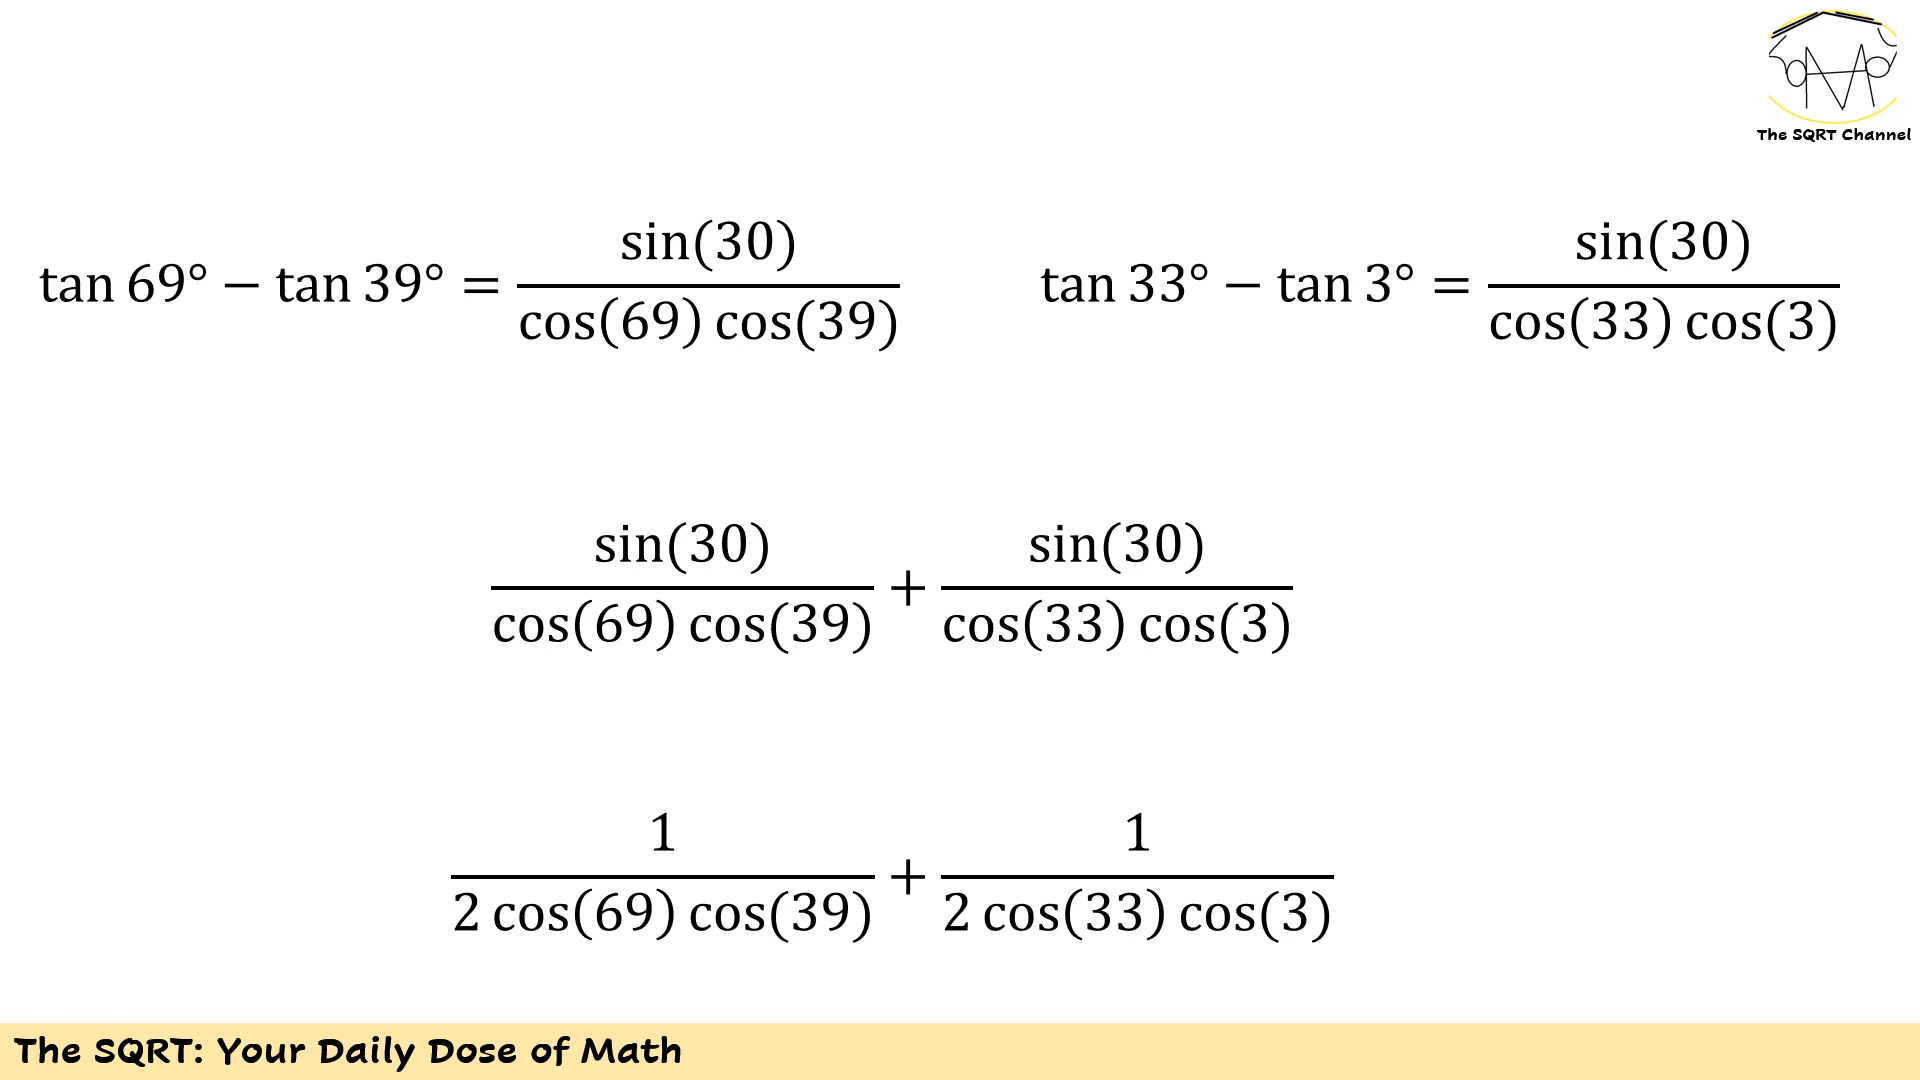 The SQRT Channel
tan 69° − tan 39° = sin(30) / cos(69) cos(39)
tan 33° − tan 3° = sin(30) / cos(33) cos(3)
sin(30) / cos(69) cos(39) + sin(30) / cos(33) cos(3)
1 / 2 cos(69) cos(39) + 1 / 2 cos(33) cos(3)
The SQRT: Your Daily Dose of Math